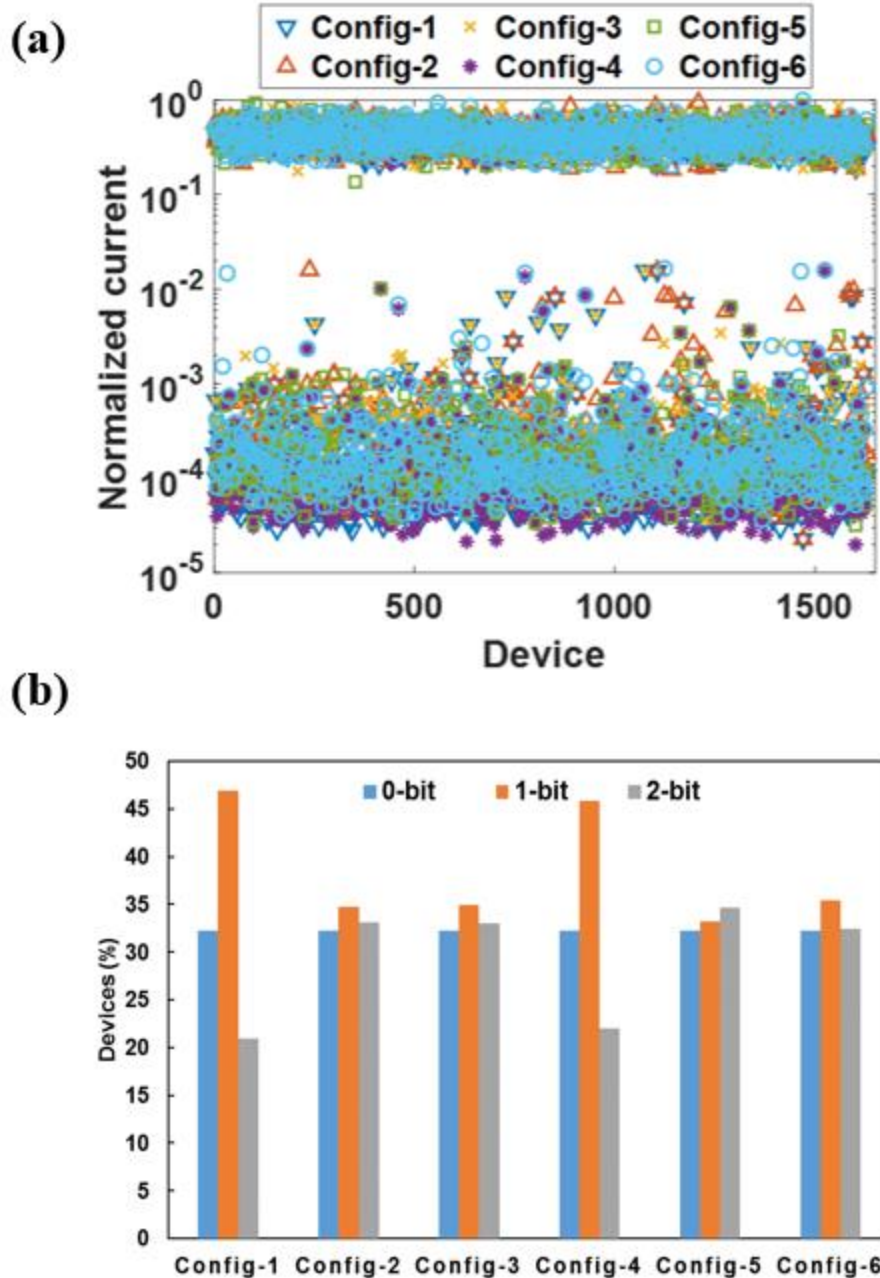 (a)
Config-1 Config-3 Config-5
Config-2 Config-4 Config-6
10^0
10^-1
10^-2
10^-3
10^-4
10^-5
Normalized current
0 500 1000 1500
Device
(b)
50
45
40
35
30
25
20
15
10
5
0
Devices (%)
0-bit 1-bit 2-bit
Config-1 Config-2 Config-3 Config-4 Config-5 Config-6